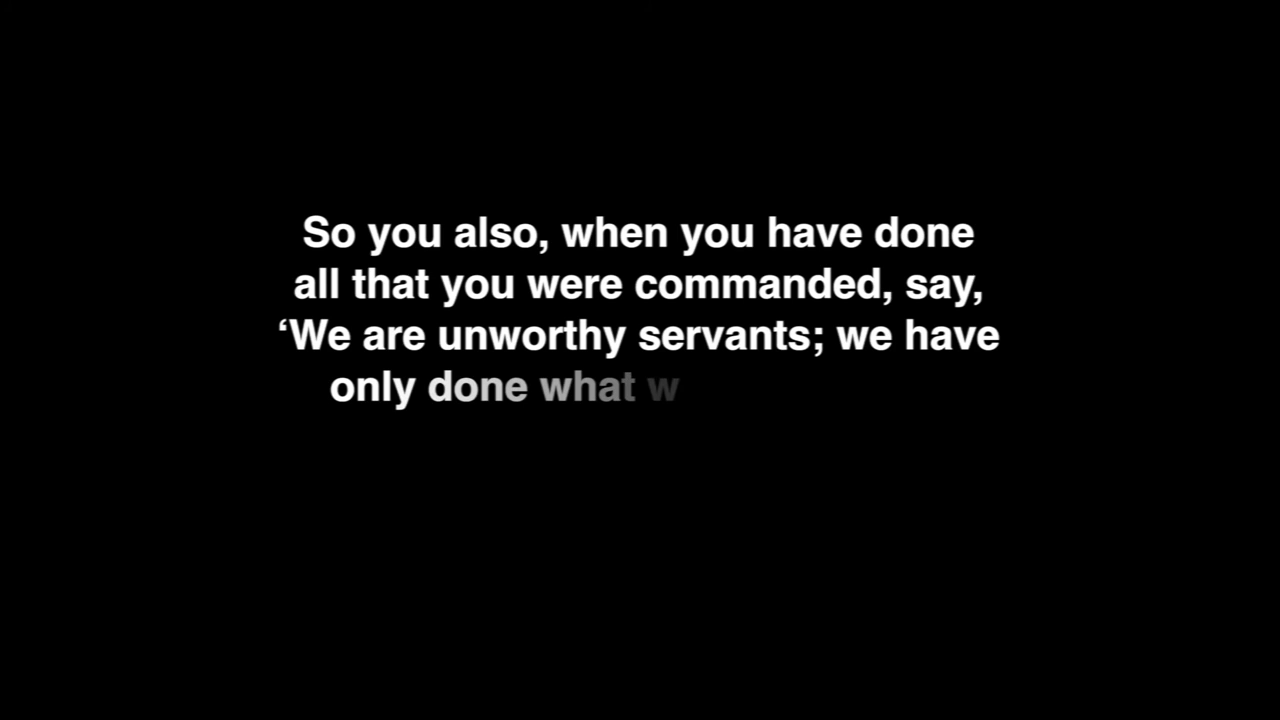 So you also, when you have done
all that you were commanded, say,
‘We are unworthy servants; we have
only done what w